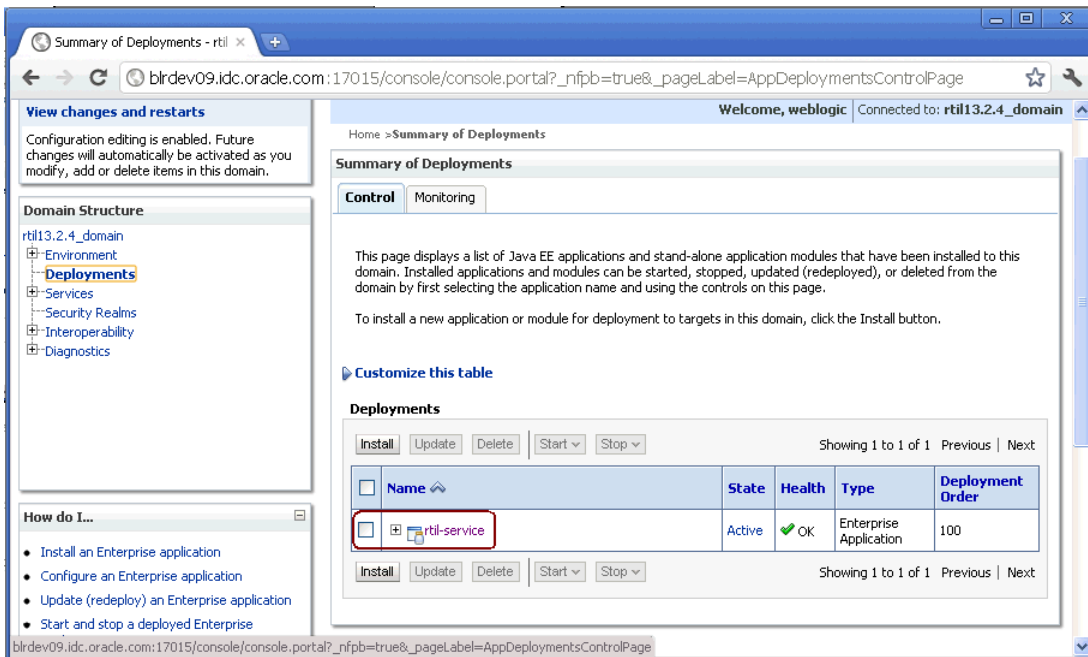 Summary of Deployments - rtil
blrdev09.idc.oracle.com:17015/console/console.portal?_nfpb=true&_pageLabel=AppDeploymentsControlPage
View changes and restarts
Configuration editing is enabled. Future
changes will automatically be activated as you
modify, add or delete items in this domain.
Domain Structure
rtil13.2.4_domain
Environment
Deployments
Services
Security Realms
Interoperability
Diagnostics
How do I...
Install an Enterprise application
Configure an Enterprise application
Update (redeploy) an Enterprise application
Start and stop a deployed Enterprise
Welcome, weblogic Connected to: rtil13.2.4_domain
Home >Summary of Deployments
Summary of Deployments
Control Monitoring
This page displays a list of Java EE applications and stand-alone application modules that have been installed to this
domain. Installed applications and modules can be started, stopped, updated (redeployed), or deleted from the
domain by first selecting the application name and using the controls on this page.
To install a new application or module for deployment to targets in this domain, click the Install button.
Customize this table
Deployments
Install Update Delete Start Stop Showing 1 to 1 of 1 Previous | Next
Name State Health Type Deployment Order
rtil-service Active OK Enterprise Application 100
Install Update Delete Start Stop Showing 1 to 1 of 1 Previous | Next
blrdev09.idc.oracle.com:17015/console/console.portal?_nfpb=true&_pageLabel=AppDeploymentsControlPage